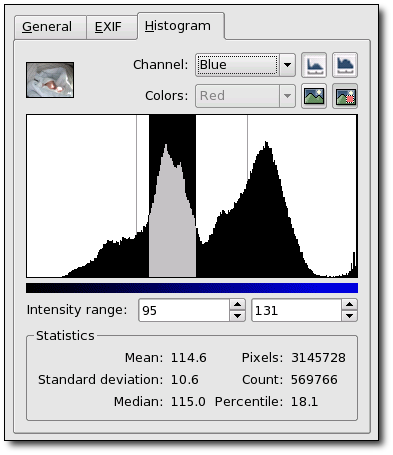 General EXIF Histogram
Channel: Blue
Colors: Red
Intensity range: 95 131
Statistics
Mean: 114.6 Pixels: 3145728
Standard deviation: 10.6 Count: 569766
Median: 115.0 Percentile: 18.1